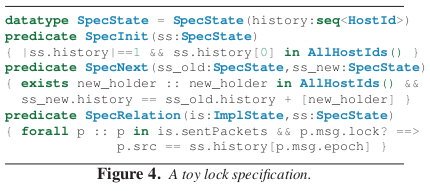 datatype SpecState = SpecState(history:seq<HostId>)
predicate SpecInit(ss:SpecState)
{ |ss.history|==1 && ss.history[0] in AllHostIds() }
predicate SpecNext(ss_old:SpecState,ss_new:SpecState)
{ exists new_holder :: new_holder in AllHostIds() &&
ss_new.history == ss_old.history + [new_holder] }
predicate SpecRelation(is:ImplState,ss:SpecState)
{ forall p :: p in is.sentPackets && p.msg.lock? ==>
p.src == ss.history[p.msg.epoch] }
Figure 4. A toy lock specification.